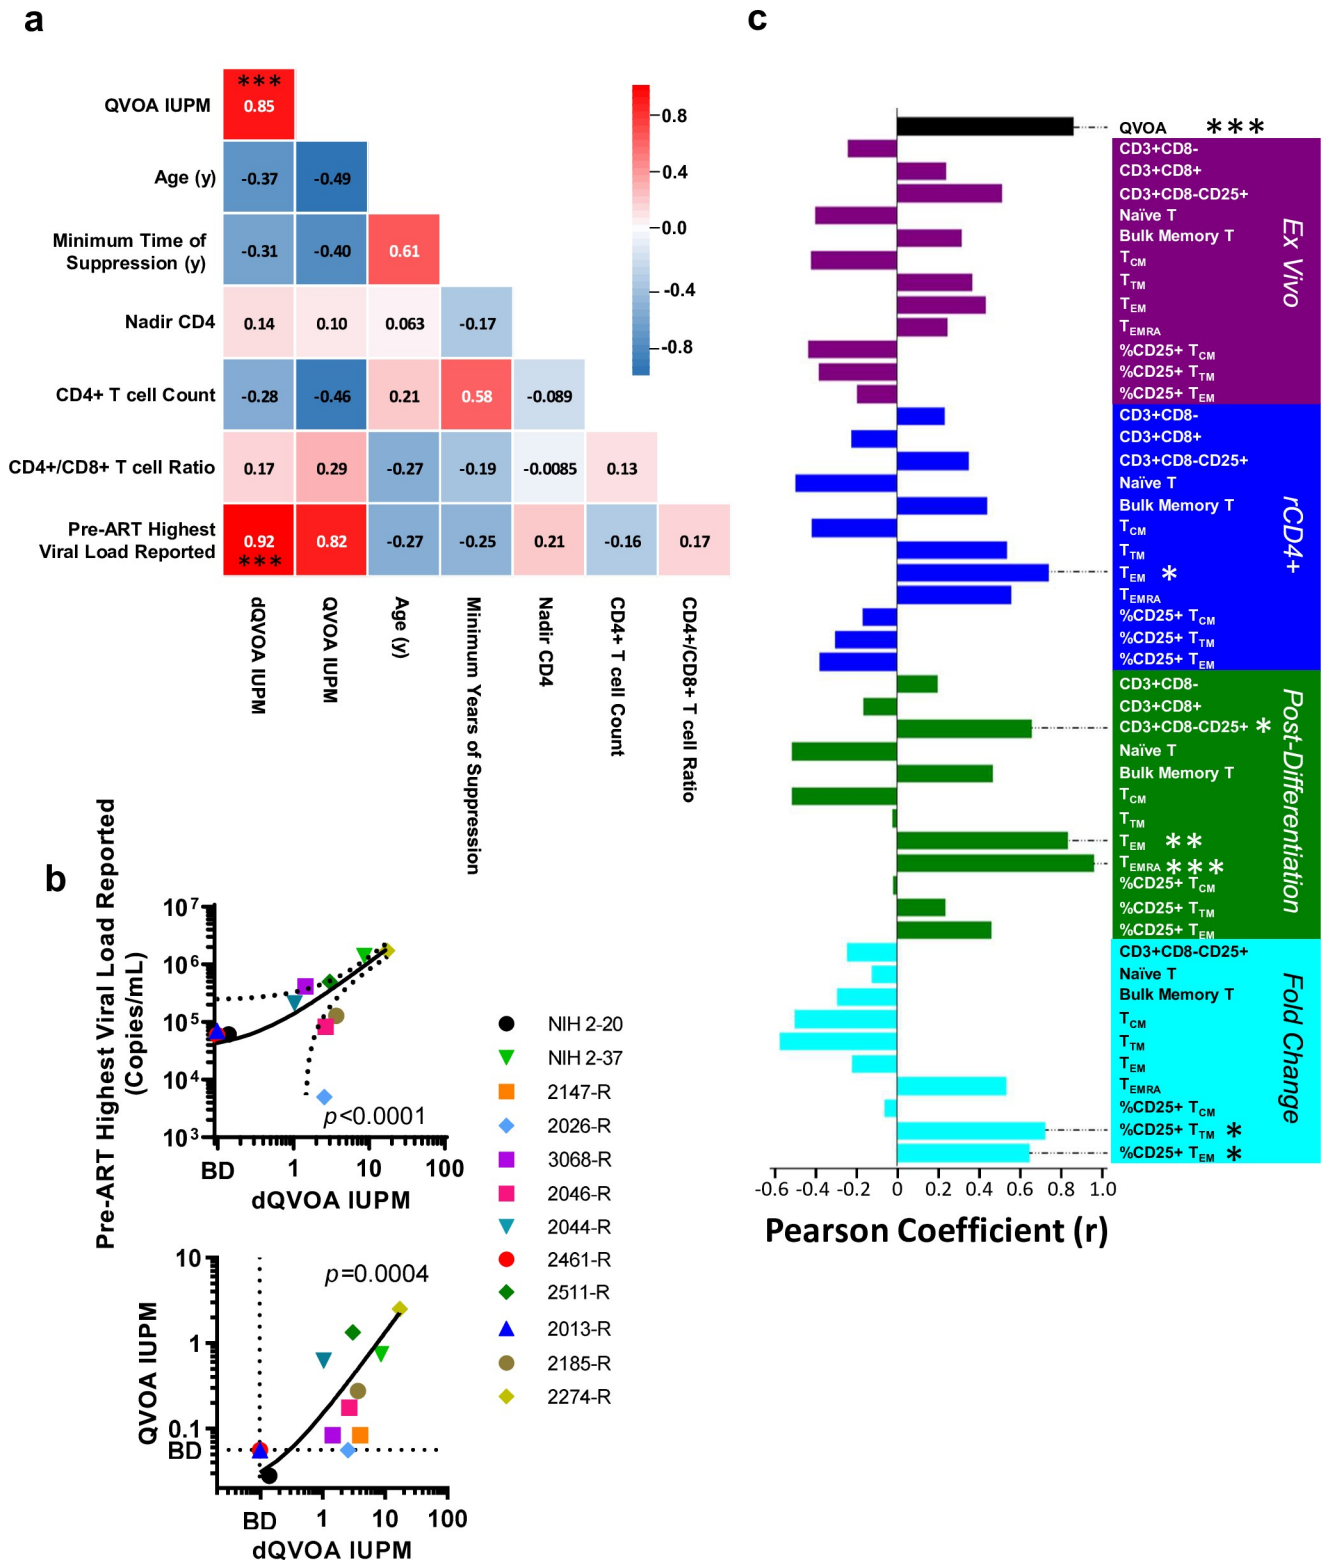 a
QVOA IUPM
Age (y)
Minimum Time of
Suppression (y)
Nadir CD4
CD4+ T cell Count
CD4+/CD8+ T cell Ratio
Pre-ART Highest
Viral Load Reported
***
0.85
-0.37 -0.49
-0.31 -0.40 0.61
0.14 0.10 0.063 -0.17
-0.28 -0.46 0.21 0.58 -0.089
0.17 0.29 -0.27 -0.19 -0.0085 0.13
0.92 0.82 -0.27 -0.25 0.21 -0.16 0.17
***
dQVOA IUPM
QVOA IUPM
Age (y)
Minimum Years of Suppression
Nadir CD4
CD4+ T cell Count
CD4+/CD8+ T cell Ratio
0.8
0.4
0.0
-0.4
-0.8
b
Pre-ART Highest Viral Load Reported
(Copies/mL)
10⁷
10⁶
10⁵
10⁴
10³
p<0.0001
BD 1 10 100
dQVOA IUPM
QVOA IUPM
10
1
0.1
BD
p=0.0004
BD 1 10 100
dQVOA IUPM
NIH 2-20
NIH 2-37
2147-R
2026-R
3068-R
2046-R
2044-R
2461-R
2511-R
2013-R
2185-R
2274-R
c
QVOA ***
CD3+CD8-
CD3+CD8+
CD3+CD8-CD25+
Naïve T
Bulk Memory T
TCM
TTM
TEM
TEMRA
%CD25+ TCM
%CD25+ TTM
%CD25+ TEM
Ex Vivo
CD3+CD8-
CD3+CD8+
CD3+CD8-CD25+
Naïve T
Bulk Memory T
TCM
TTM
TEM *
TEMRA
%CD25+ TCM
%CD25+ TTM
%CD25+ TEM
rCD4+
CD3+CD8-
CD3+CD8+
CD3+CD8-CD25+ *
Naïve T
Bulk Memory T
TCM
TTM
TEM **
TEMRA ***
%CD25+ TCM
%CD25+ TTM
%CD25+ TEM
Post-Differentiation
CD3+CD8-CD25+
Naïve T
Bulk Memory T
TCM
TTM
TEM
TEMRA
%CD25+ TCM
%CD25+ TTM *
%CD25+ TEM *
Fold Change
-0.6 -0.4 -0.2 0 0.2 0.4 0.6 0.8 1.0
Pearson Coefficient (r)